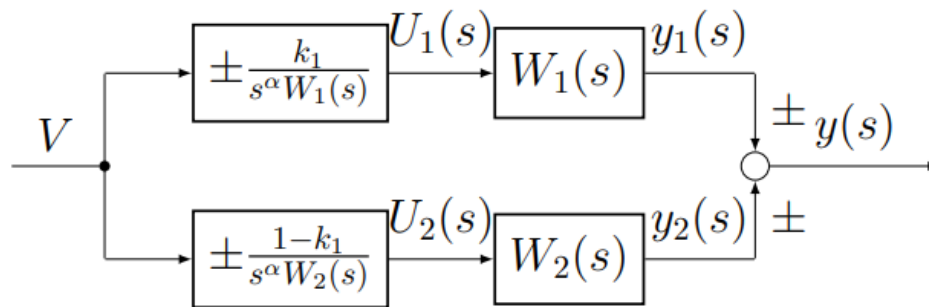 V
± k₁ / s^α W₁(s)
U₁(s)
W₁(s)
y₁(s)
±
y(s)
± 1−k₁ / s^α W₂(s)
U₂(s)
W₂(s)
y₂(s)
±